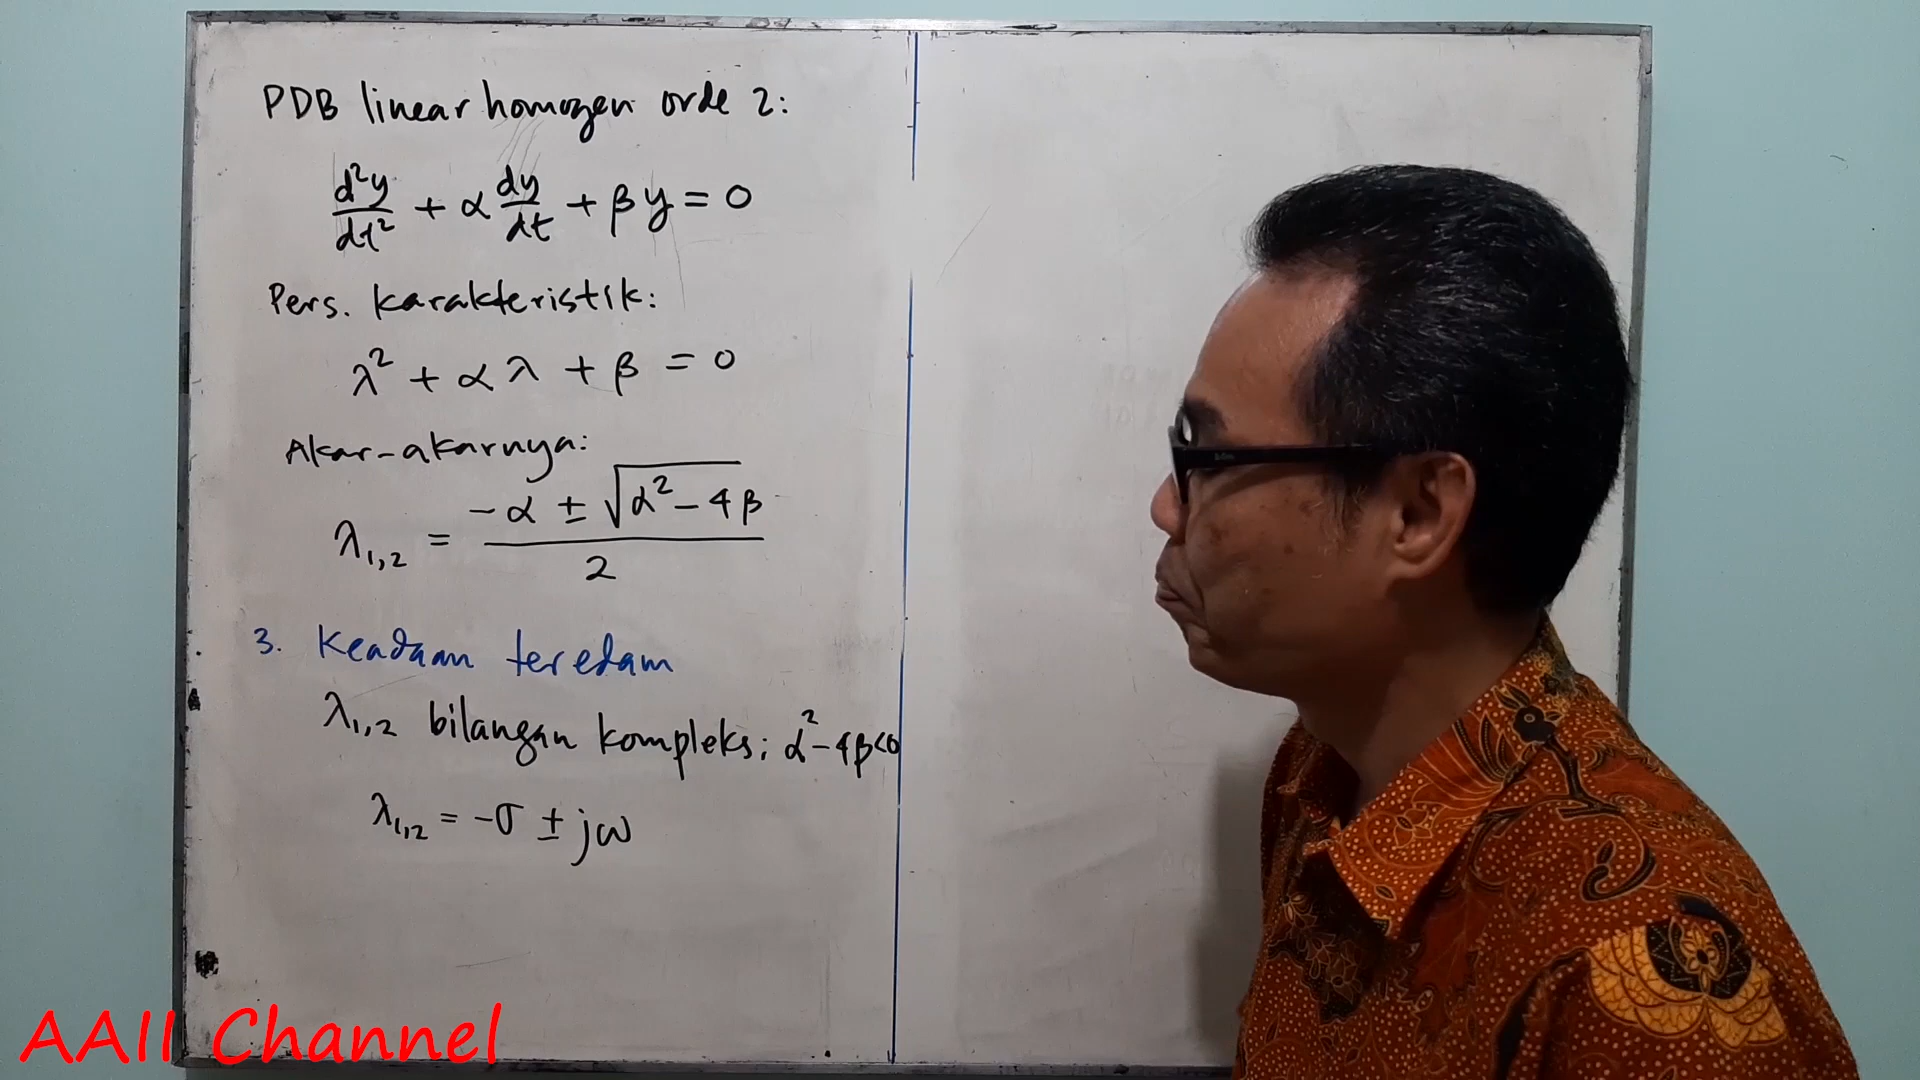 PDB linear homogen orde 2:
d²y/dt² + α dy/dt + βy = 0
Pers. karakteristik:
λ² + αλ + β = 0
Akar-akarnya:
λ₁,₂ = (-α ± √(α² - 4β)) / 2
3. Keadaan teredam
λ₁,₂ bilangan kompleks; α² - 4β < 0
λ₁,₂ = -σ ± jω
AAII Channel